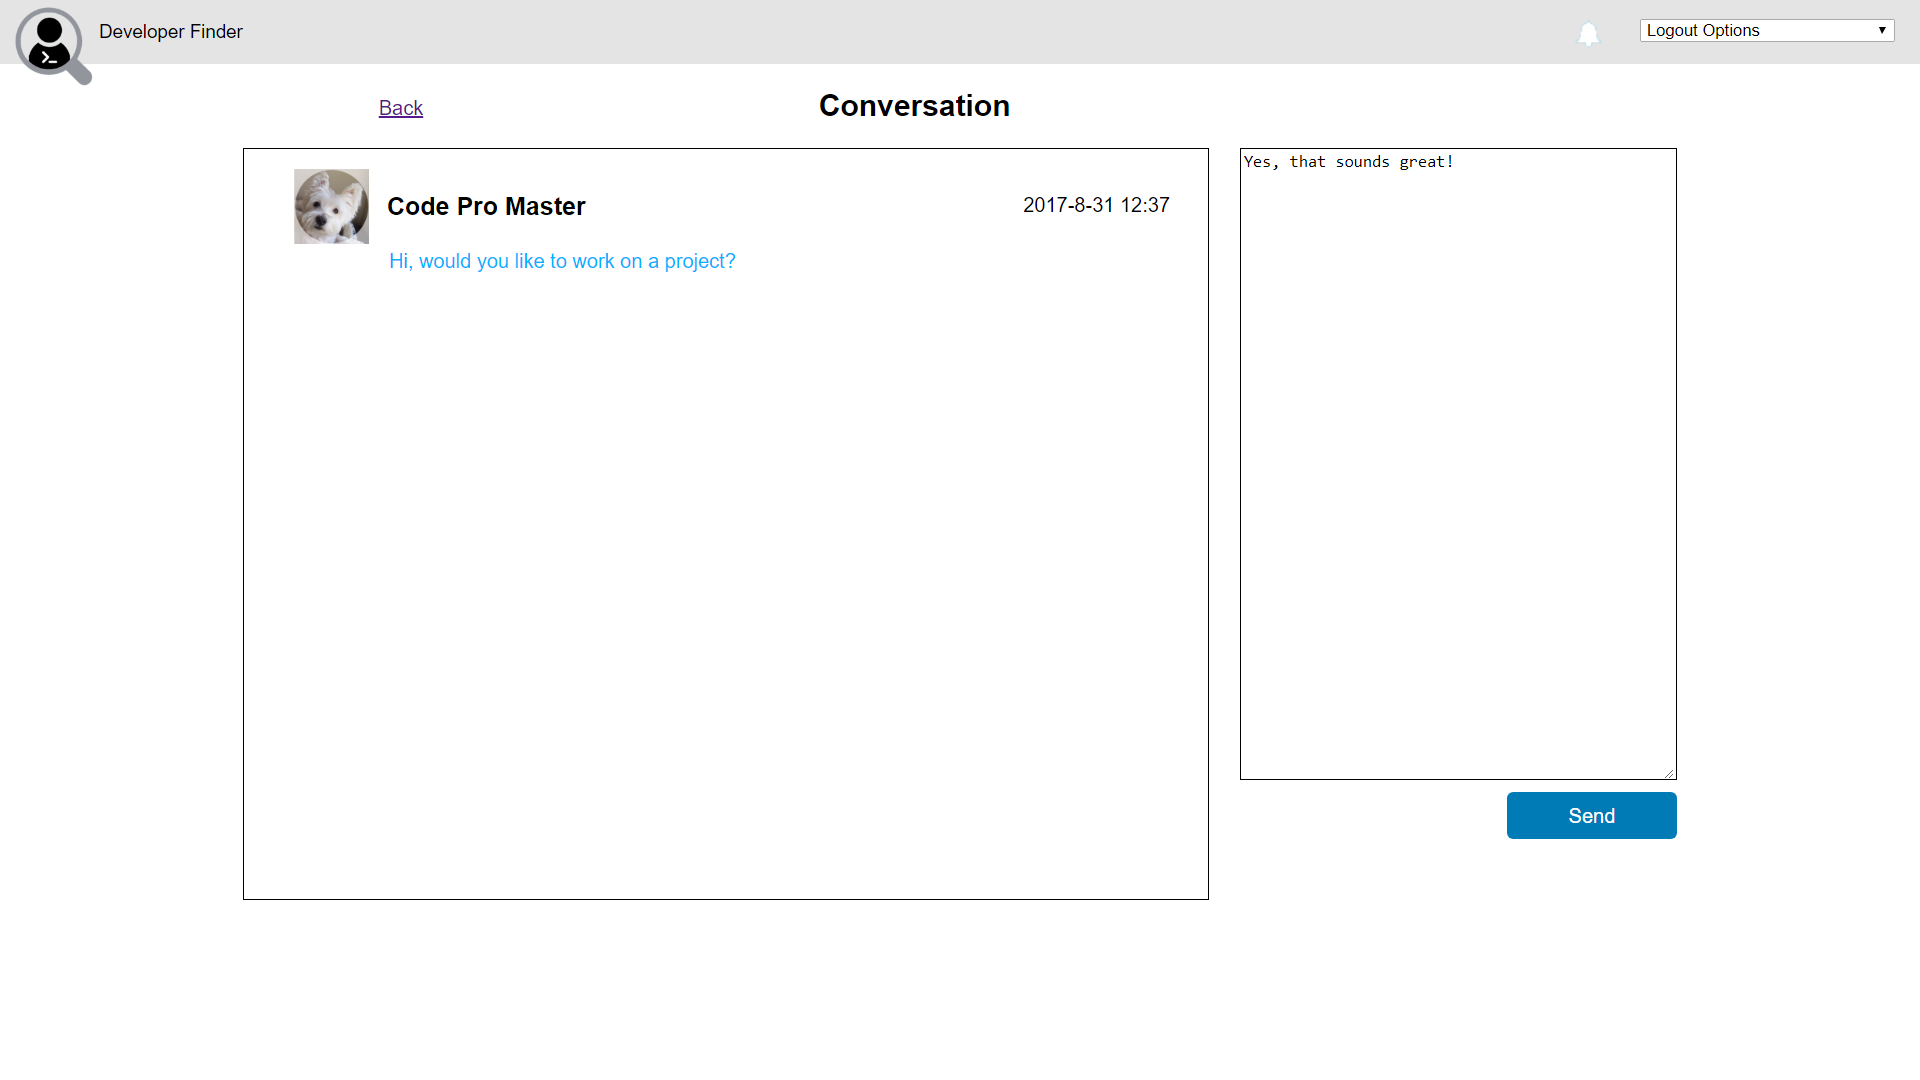 Developer Finder
Logout Options
Back
Conversation
Code Pro Master
2017-8-31 12:37
Hi, would you like to work on a project?
Yes, that sounds great!
Send